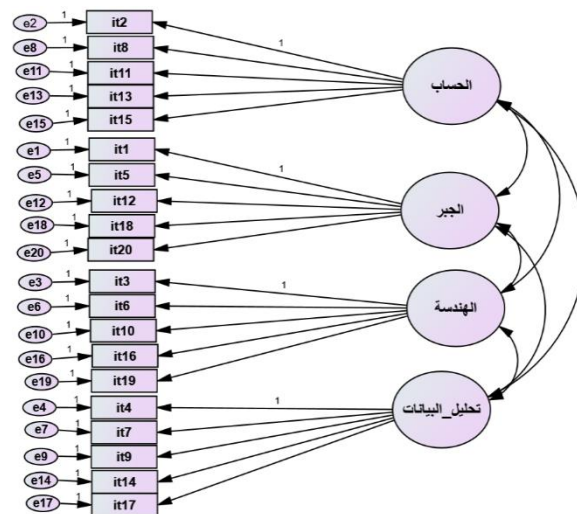 e2 1 it2 1
e8 1 it8
e11 1 it11
e13 1 it13
e15 1 it15
الحساب
e1 1 it1 1
e5 1 it5
e12 1 it12
e18 1 it18
e20 1 it20
الجبر
e3 1 it3 1
e6 1 it6
e10 1 it10
e16 1 it16
e19 1 it19
الهندسة
e4 1 it4 1
e7 1 it7
e9 1 it9
e14 1 it14
e17 1 it17
تحليل_البيانات